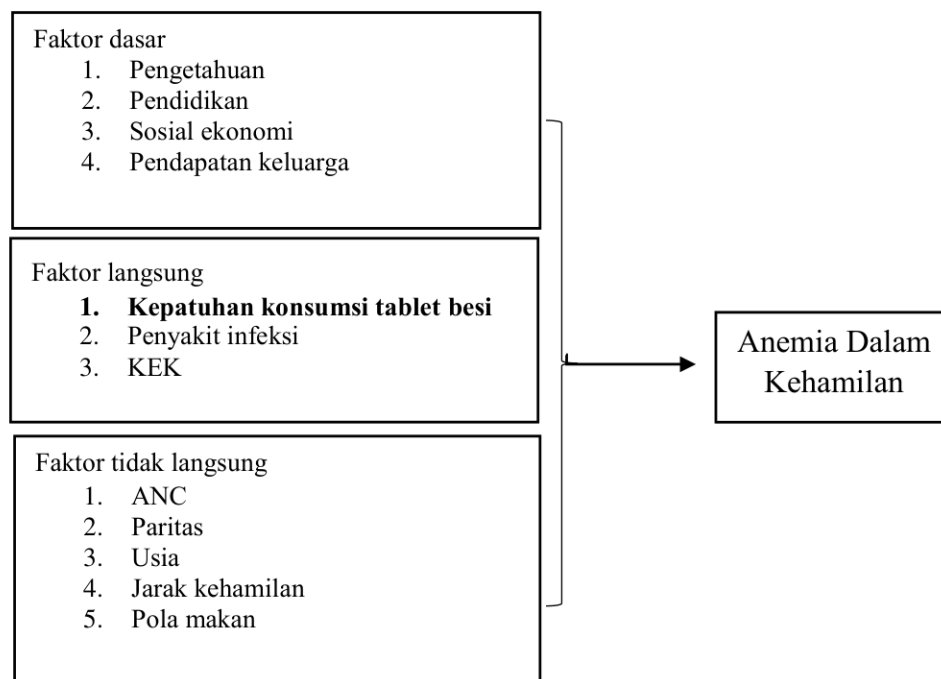 Faktor dasar
1. Pengetahuan
2. Pendidikan
3. Sosial ekonomi
4. Pendapatan keluarga
Faktor langsung
1. Kepatuhan konsumsi tablet besi
2. Penyakit infeksi
3. KEK
Faktor tidak langsung
1. ANC
2. Paritas
3. Usia
4. Jarak kehamilan
5. Pola makan
Anemia Dalam
Kehamilan